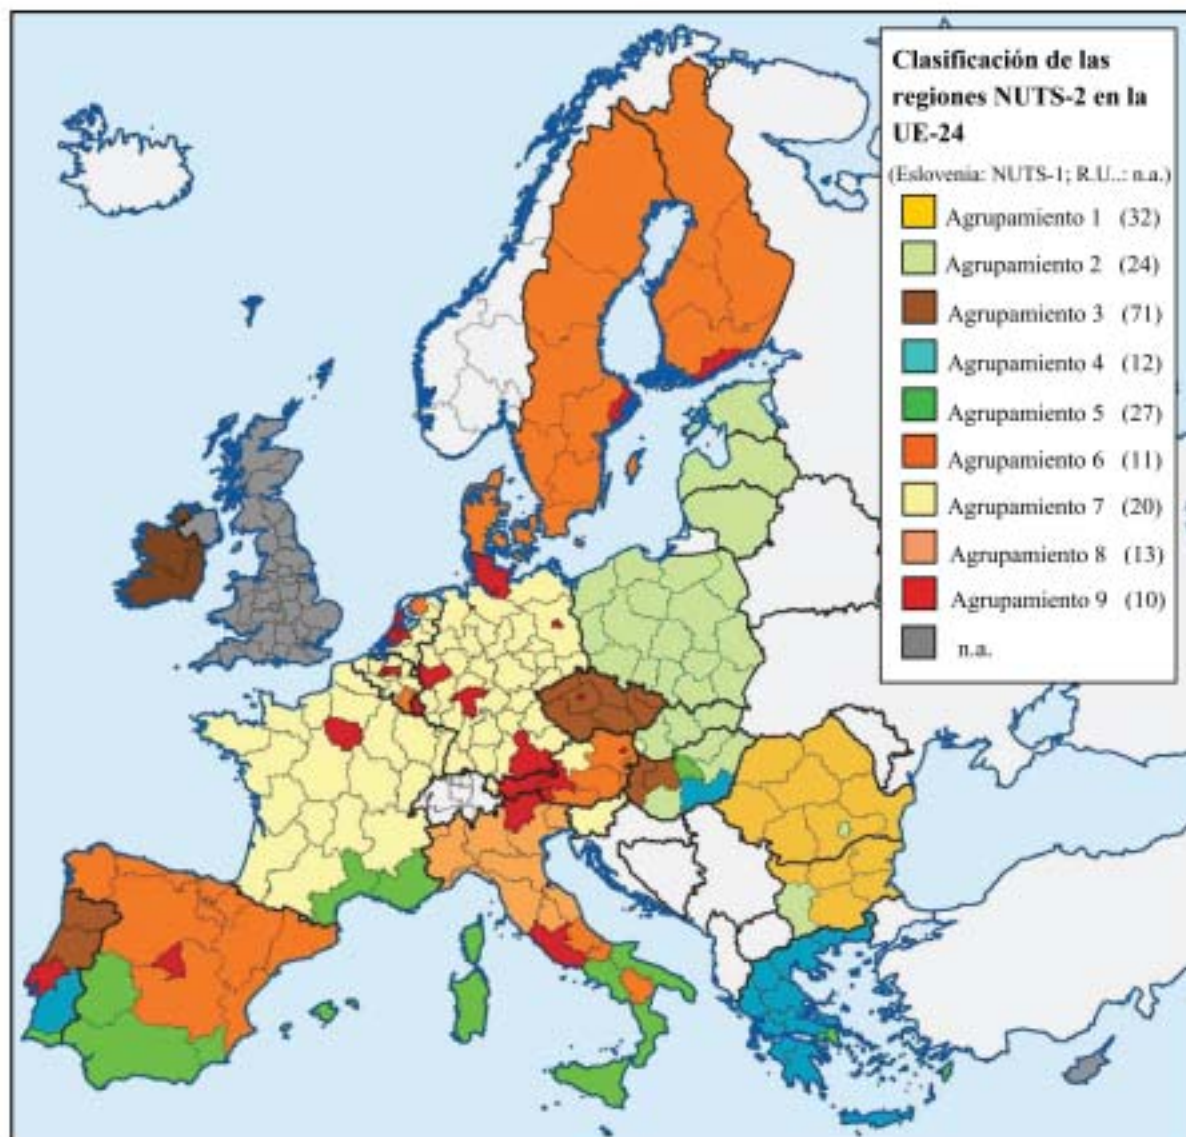 Clasificación de las
regiones NUTS-2 en la
UE-24
(Eslovenia: NUTS-1; R.U..: n.a.)
Agrupamiento 1 (32)
Agrupamiento 2 (24)
Agrupamiento 3 (71)
Agrupamiento 4 (12)
Agrupamiento 5 (27)
Agrupamiento 6 (11)
Agrupamiento 7 (20)
Agrupamiento 8 (13)
Agrupamiento 9 (10)
n.a.